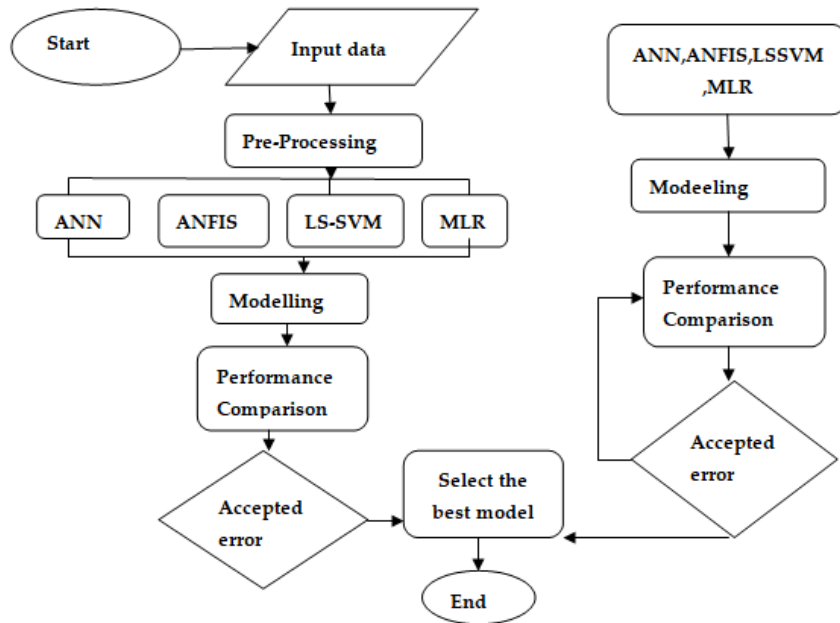 Start
Input data
Pre-Processing
ANN
ANFIS
LS-SVM
MLR
Modelling
Performance
Comparison
Accepted
error
Select the
best model
End
ANN,ANFIS,LSSVM
,MLR
Modeeling
Performance
Comparison
Accepted
error